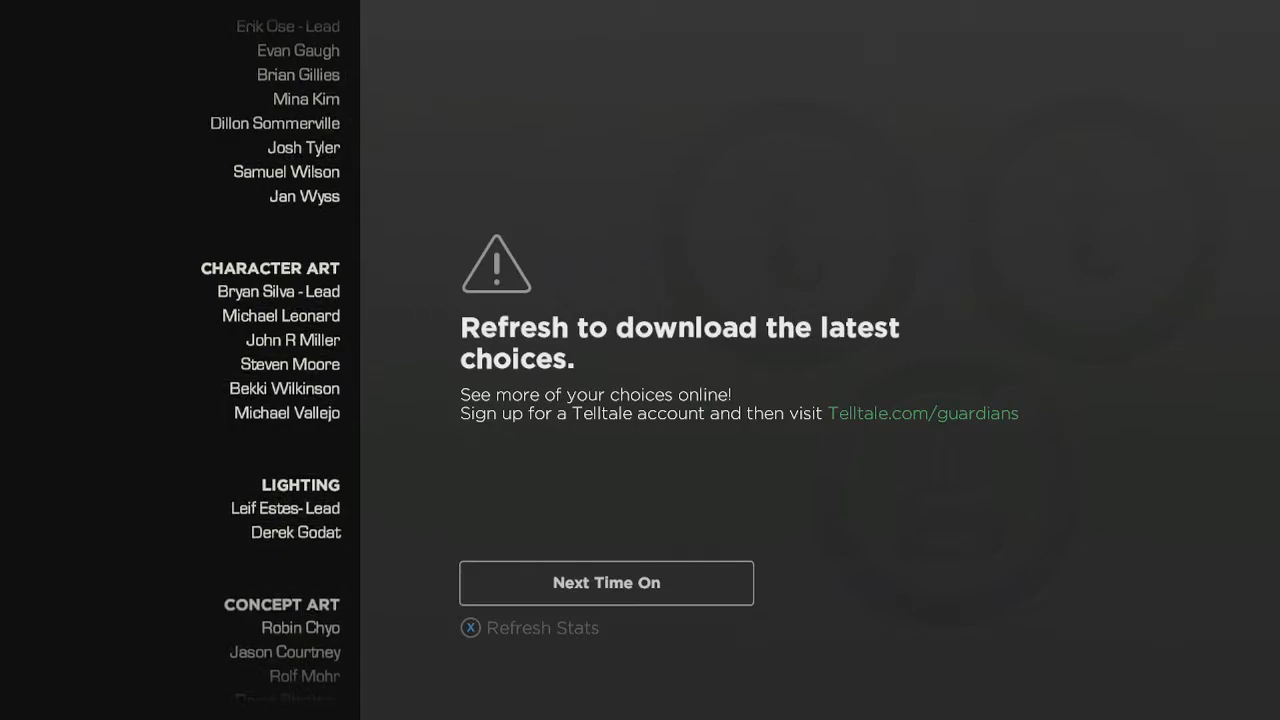 Erik Ose - Lead
Evan Gaugh
Brian Gillies
Mina Kim
Dillon Sommerville
Josh Tyler
Samuel Wilson
Jan Wyss
CHARACTER ART
Bryan Silva - Lead
Michael Leonard
John R Miller
Steven Moore
Bekki Wilkinson
Michael Vallejo
LIGHTING
Leif Estes- Lead
Derek Godat
CONCEPT ART
Robin Chyo
Jason Courtney
Rolf Mohr
Refresh to download the latest
choices.
See more of your choices online!
Sign up for a Telltale account and then visit Telltale.com/guardians
Next Time On
X Refresh Stats